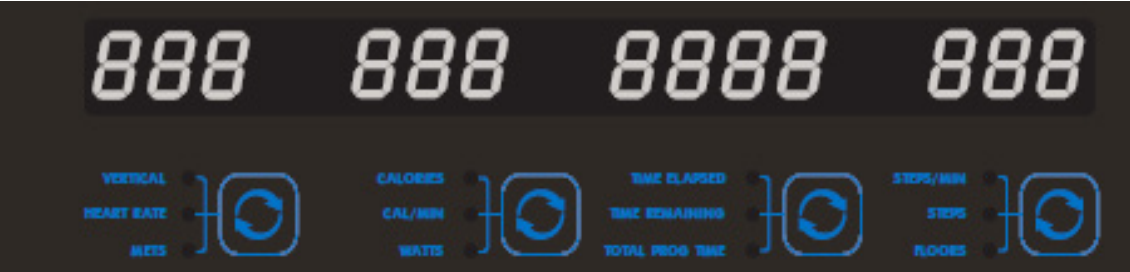 888 888 8888 888
VERTICAL CALORIES TIME ELAPSED STEPS/MIN
HEART RATE CAL/MIN TIME REMAINING STEPS
METS WATTS TOTAL PROG TIME FLOORS